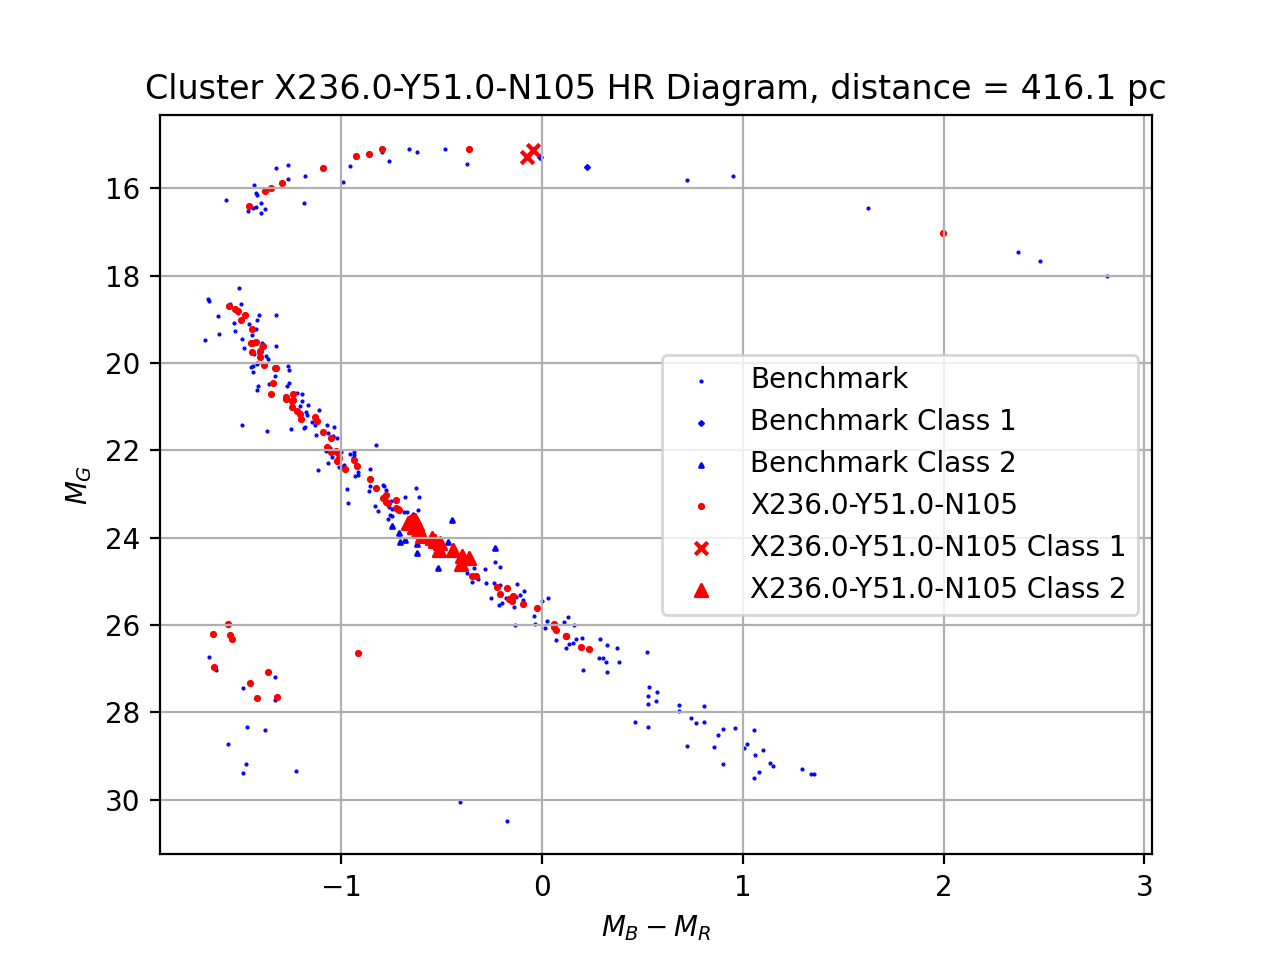 Cluster X236.0-Y51.0-N105 HR Diagram, distance = 416.1 pc
16
18
20
22
24
26
28
30
M_G
Benchmark
Benchmark Class 1
Benchmark Class 2
X236.0-Y51.0-N105
X236.0-Y51.0-N105 Class 1
X236.0-Y51.0-N105 Class 2
−1 0 1 2 3
M_B − M_R